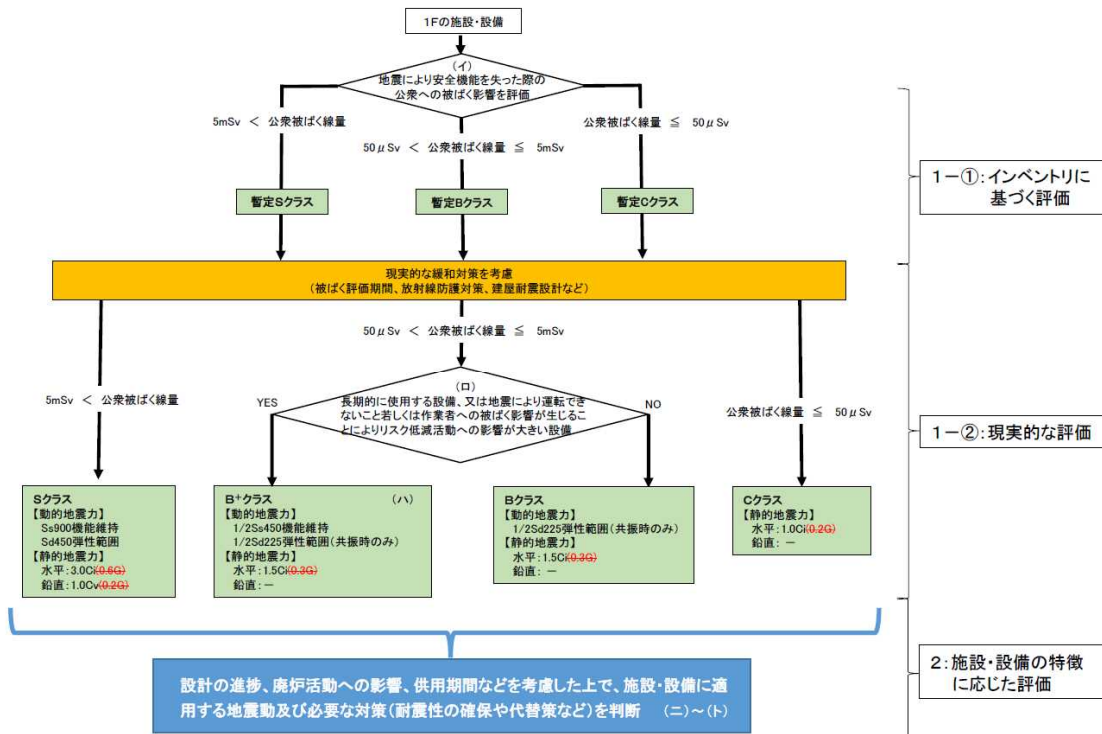 1Fの施設・設備
(イ)
地震により安全機能を失った際の
公衆への被ばく影響を評価
5mSv ＜ 公衆被ばく線量
50μSv ＜ 公衆被ばく線量 ≦ 5mSv
公衆被ばく線量 ≦ 50μSv
暫定Sクラス
暫定Bクラス
暫定Cクラス
1－①：インベントリに
基づく評価
現実的な緩和対策を考慮
(被ばく評価期間、放射線防護対策、建屋耐震設計など)
50μSv ＜ 公衆被ばく線量 ≦ 5mSv
5mSv ＜ 公衆被ばく線量
(ロ)
長期的に使用する設備、又は地震により運転でき
ないこと若しくは作業者への被ばく影響が生じるこ
とによりリスク低減活動への影響が大きい設備
YES
NO
公衆被ばく線量 ≦ 50μSv
1－②：現実的な評価
Sクラス
【動的地震力】
Ss900機能維持
Sd450弾性範囲
【静的地震力】
水平：3.0Ci(0.6G)
鉛直：1.0Cv(0.2G)
B+クラス (ハ)
【動的地震力】
1/2Ss450機能維持
1/2Sd225弾性範囲(共振時のみ)
【静的地震力】
水平：1.5Ci(0.3G)
鉛直：－
Bクラス
【動的地震力】
1/2Sd225弾性範囲(共振時のみ)
【静的地震力】
水平：1.5Ci(0.3G)
鉛直：－
Cクラス
【静的地震力】
水平：1.0Ci(0.2G)
鉛直：－
設計の進捗、廃炉活動への影響、供用期間などを考慮した上で、施設・設備に適
用する地震動及び必要な対策(耐震性の確保や代替策など)を判断 (ニ)～(ト)
2：施設・設備の特徴
に応じた評価